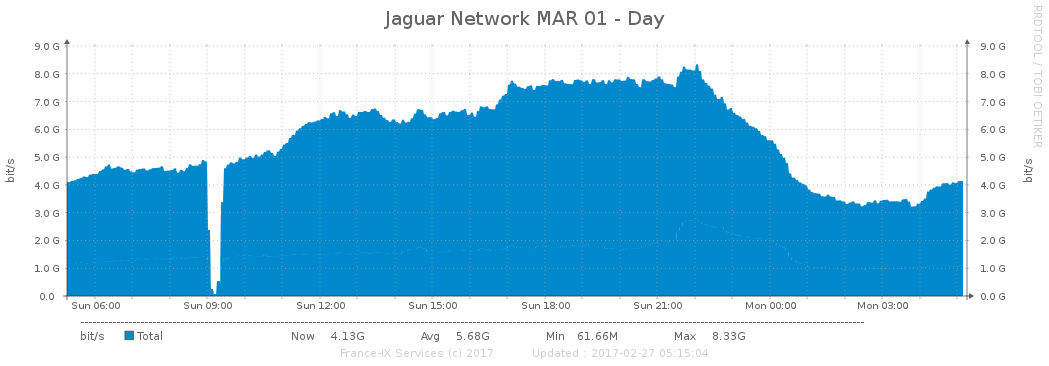 Jaguar Network MAR 01 - Day
RRDTOOL / TOBI OETIKER
bit/s
9.0 G
8.0 G
7.0 G
6.0 G
5.0 G
4.0 G
3.0 G
2.0 G
1.0 G
0.0
9.0 G
8.0 G
7.0 G
6.0 G
5.0 G
4.0 G
3.0 G
2.0 G
1.0 G
0.0 G
bit/s
Sun 06:00 Sun 09:00 Sun 12:00 Sun 15:00 Sun 18:00 Sun 21:00 Mon 00:00 Mon 03:00
bit/s Total Now 4.13G Avg 5.68G Min 61.66M Max 8.33G
France-IX Services (c) 2017 Updated : 2017-02-27 05:15:04